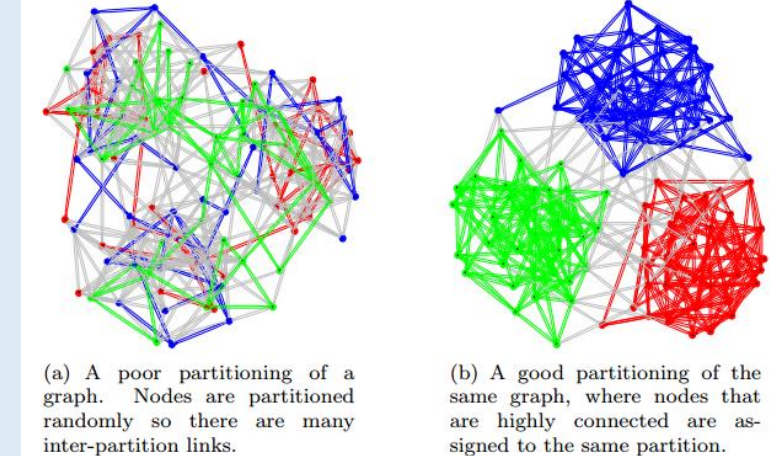 (a) A poor partitioning of a
graph. Nodes are partitioned
randomly so there are many
inter-partition links.
(b) A good partitioning of the
same graph, where nodes that
are highly connected are as-
signed to the same partition.